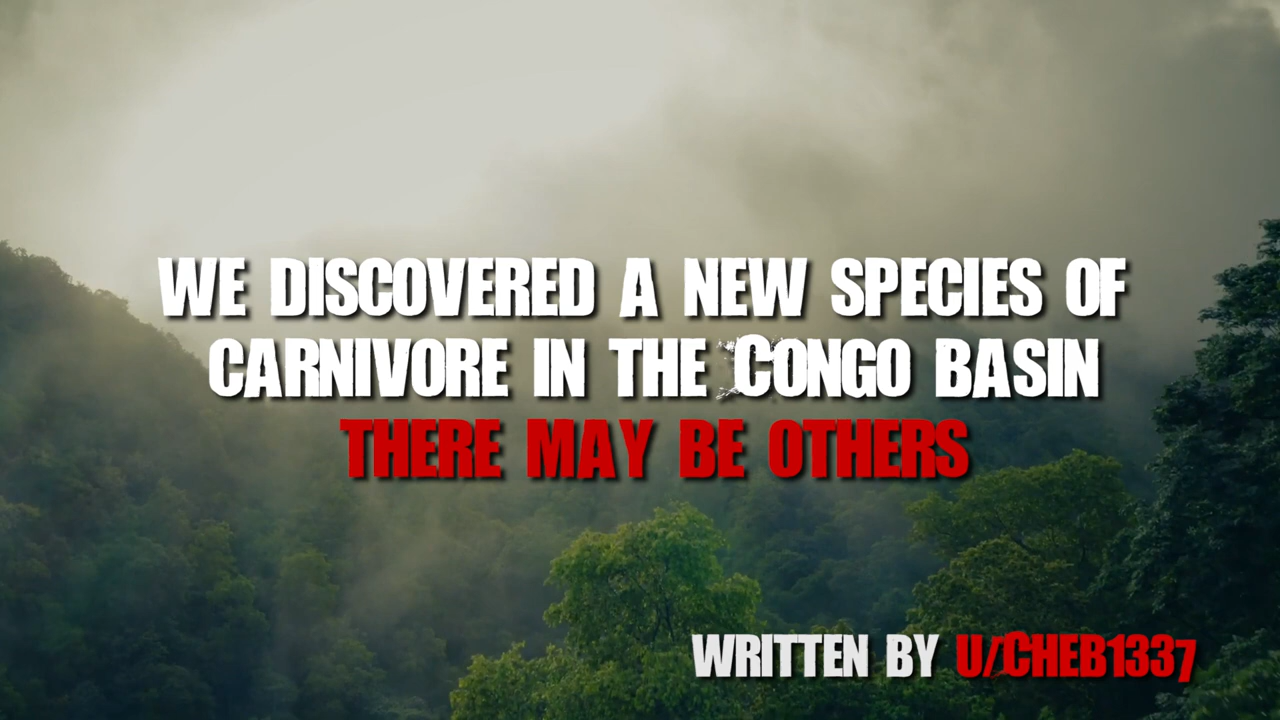 WE DISCOVERED A NEW SPECIES OF
CARNIVORE IN THE CONGO BASIN
THERE MAY BE OTHERS
WRITTEN BY U/CHEB1337